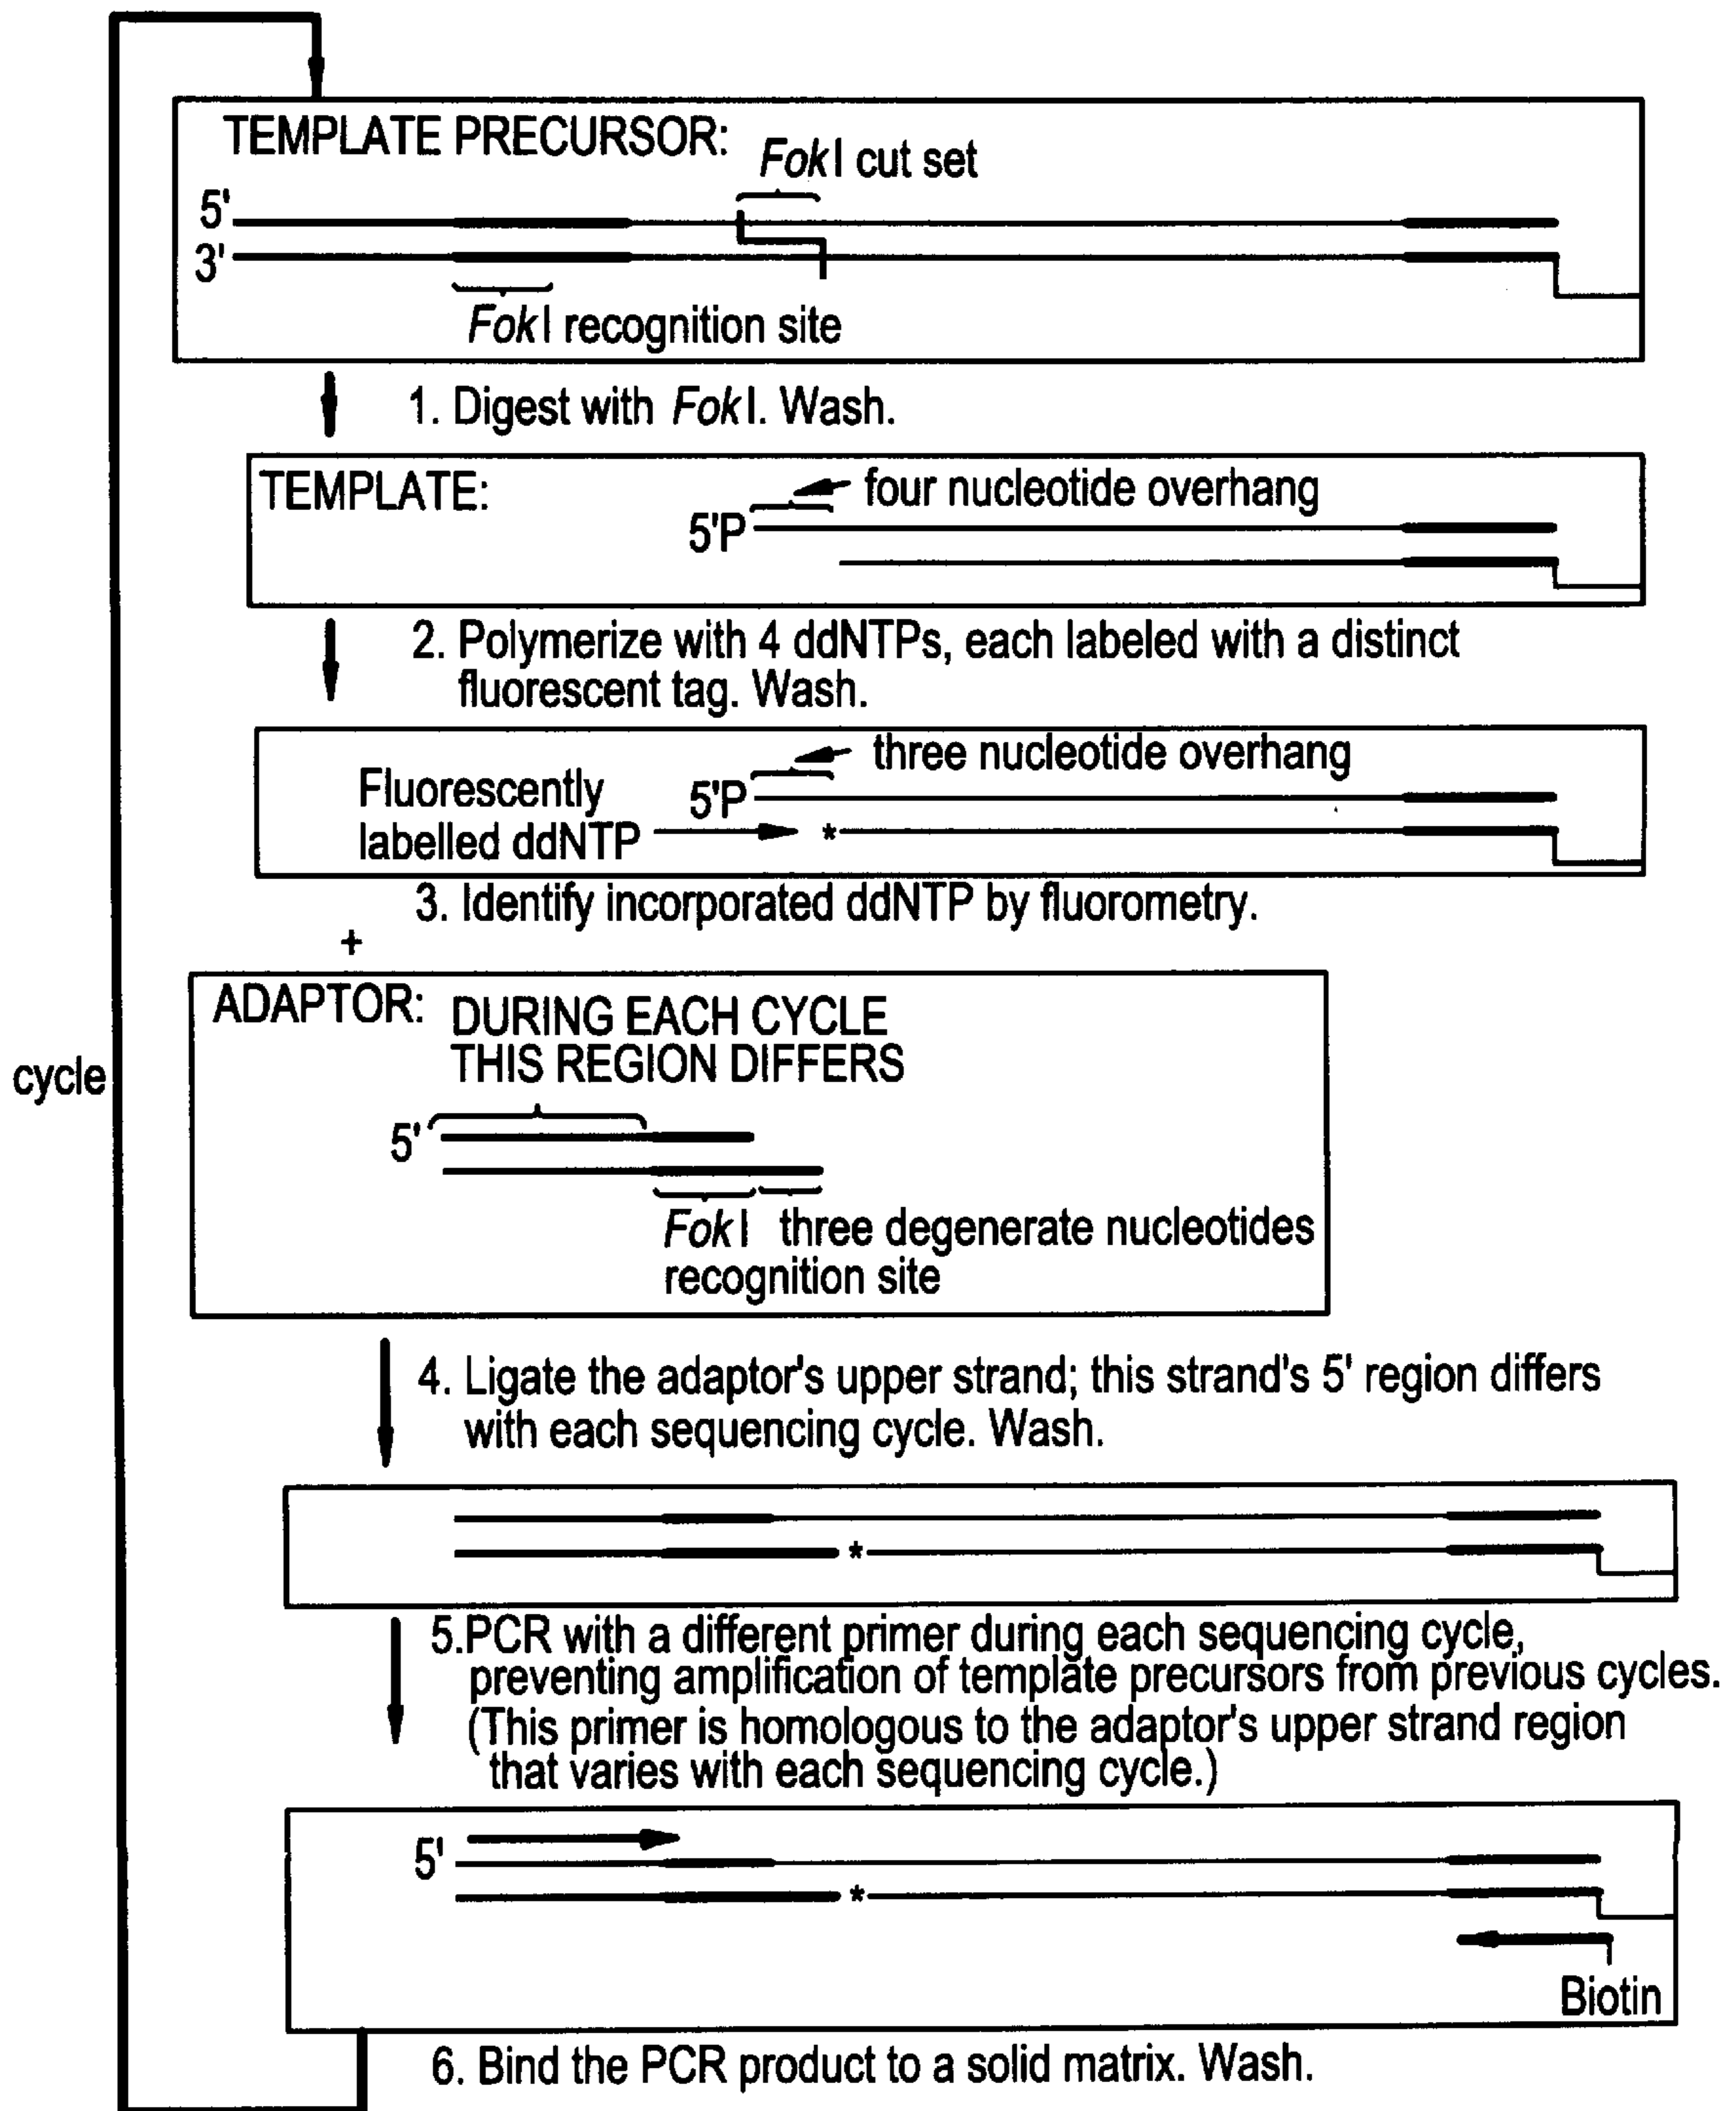 TEMPLATE PRECURSOR:
FokI cut set
5'
3'
FokI recognition site
1. Digest with FokI. Wash.
TEMPLATE:
four nucleotide overhang
5'P
2. Polymerize with 4 ddNTPs, each labeled with a distinct
fluorescent tag. Wash.
three nucleotide overhang
Fluorescently
5'P
labelled ddNTP
*
3. Identify incorporated ddNTP by fluorometry.
+
ADAPTOR:
DURING EACH CYCLE
THIS REGION DIFFERS
cycle
5'
FokI three degenerate nucleotides
recognition site
4. Ligate the adaptor's upper strand; this strand's 5' region differs
with each sequencing cycle. Wash.
*
5.PCR with a different primer during each sequencing cycle,
preventing amplification of template precursors from previous cycles.
(This primer is homologous to the adaptor's upper strand region
that varies with each sequencing cycle.)
5'
*
Biotin
6. Bind the PCR product to a solid matrix. Wash.